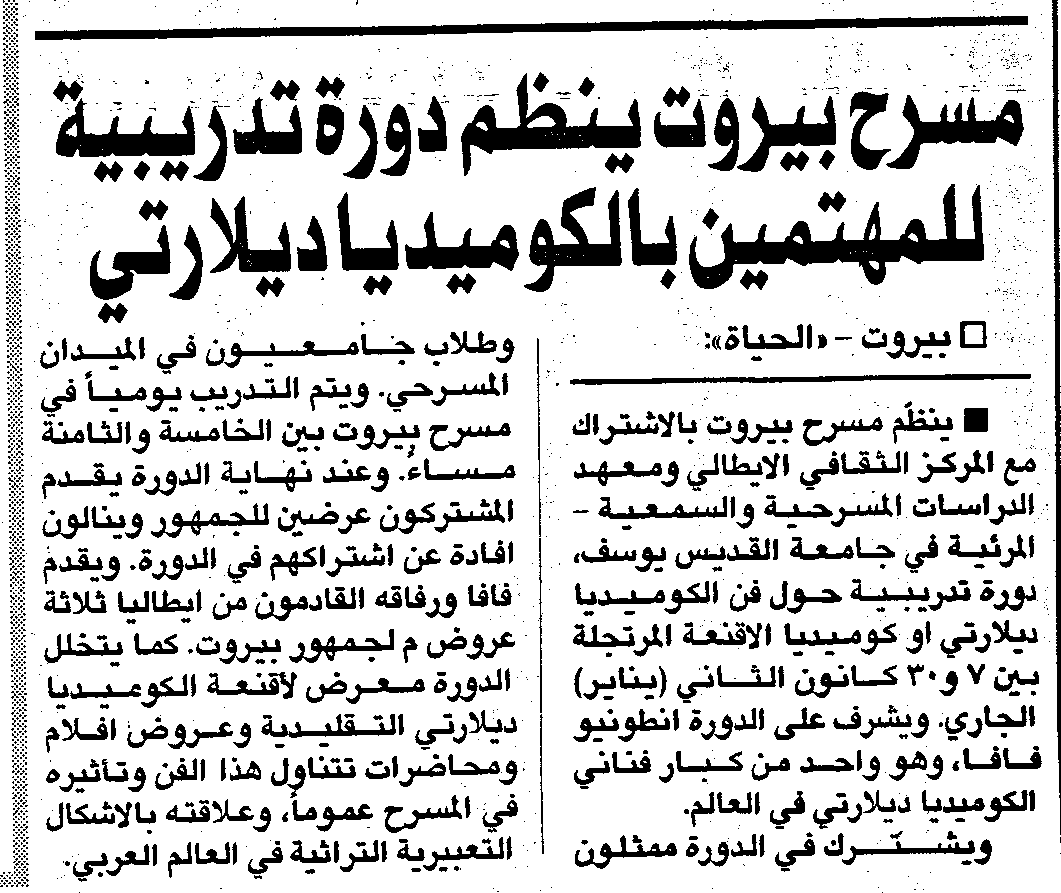 مسرح بيروت ينظم دورة تدريبية
للمهتمين بالكوميديا ديلارتي
□ بيروت – «الحياة»:
■ ينظّم مسرح بيروت بالاشتراك
مع المركز الثقافي الايطالي ومعهد
الدراسات المسرحية والسمعية –
المرئية في جامعة القديس يوسف،
دورة تدريبية حول فن الكوميديا
ديلارتي او كوميديا الاقنعة المرتجلة
بين ٧ و٣٠ كانون الثاني (يناير)
الجاري. ويشرف على الدورة انطونيو
فافا، وهو واحد من كبار فناني
الكوميديا ديلارتي في العالم.
ويشترك في الدورة ممثلون
وطلاب جامعيون في الميدان
المسرحي. ويتم التدريب يومياً في
مسرح بيروت بين الخامسة والثامنة
مساءً. وعند نهاية الدورة يقدم
المشتركون عرضين للجمهور وينالون
افادة عن اشتراكهم في الدورة. ويقدم
فافا ورفاقه القادمون من ايطاليا ثلاثة
عروض م لجمهور بيروت. كما يتخلل
الدورة معرض لأقنعة الكوميديا
ديلارتي التقليدية وعروض افلام
ومحاضرات تتناول هذا الفن وتأثيره
في المسرح عموماً، وعلاقته بالاشكال
التعبيرية التراثية في العالم العربي.